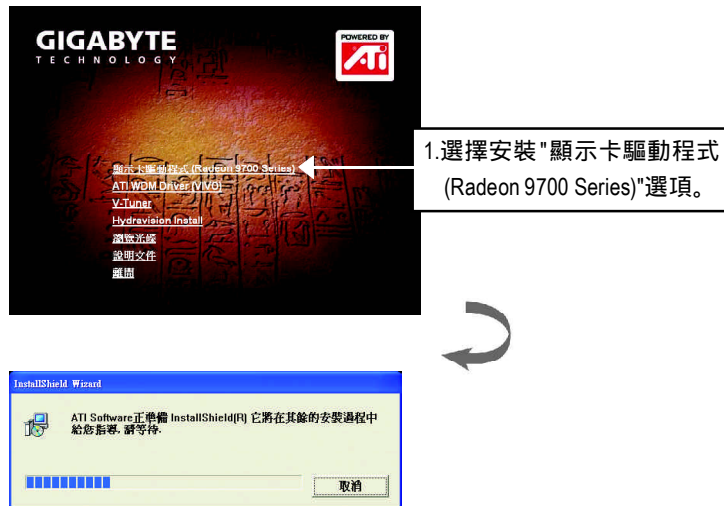 GIGABYTE
TECHNOLOGY
POWERED BY
ATi
顯示卡驅動程式 (Radeon 9700 Series)
ATI WDM Driver (VIVO)
V-Tuner
Hydravision Install
瀏覽光碟
說明文件
離開
1.選擇安裝"顯示卡驅動程式
(Radeon 9700 Series)"選項。
InstallShield Wizard
ATI Software正準備 InstallShield(R) 它將在其餘的安裝過程中
給您指導. 請等待.
取消